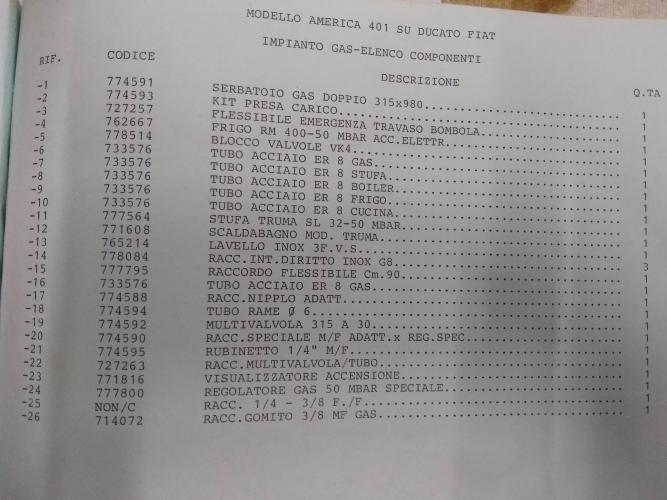 MODELLO AMERICA 401 SU DUCATO FIAT
IMPIANTO GAS-ELENCO COMPONENTI
RIF. CODICE DESCRIZIONE Q.TA
-1 774591 SERBATOIO GAS DOPPIO 315x980 1
-2 774593 KIT PRESA CARICO 1
-3 727257 FLESSIBILE EMERGENZA TRAVASO BOMBOLA 1
-4 762667 FRIGO RM 400-50 MBAR ACC.ELETTR. 1
-5 778514 BLOCCO VALVOLE VK4 1
-6 733576 TUBO ACCIAIO ER 8 GAS 1
-7 733576 TUBO ACCIAIO ER 8 STUFA 1
-8 733576 TUBO ACCIAIO ER 8 BOILER 1
-9 733576 TUBO ACCIAIO ER 8 FRIGO 1
-10 733576 TUBO ACCIAIO ER 8 CUCINA 1
-11 777564 STUFA TRUMA SL 32-50 MBAR 1
-12 771608 SCALDABAGNO MOD. TRUMA 1
-13 765214 LAVELLO INOX 3F.V.S. 1
-14 778084 RACC.INT.DIRITTO INOX G8 3
-15 777795 RACCORDO FLESSIBILE Cm.90 1
-16 733576 TUBO ACCIAIO ER 8 GAS 1
-17 774588 RACC.NIPPLO ADATT 1
-18 774594 TUBO RAME Ø 6 1
-19 774592 MULTIVALVOLA 315 A 30 1
-20 774590 RACC.SPECIALE M/F ADATT.x REG.SPEC 1
-21 774595 RUBINETTO 1/4" M/F 1
-22 727263 RACC.MULTIVALVOLA/TUBO 1
-23 771816 VISUALIZZATORE ACCENSIONE 1
-24 777800 REGOLATORE GAS 50 MBAR SPECIALE 1
-25 NON/C RACC. 1/4 - 3/8 F./F 1
-26 714072 RACC.GOMITO 3/8 MF GAS 1